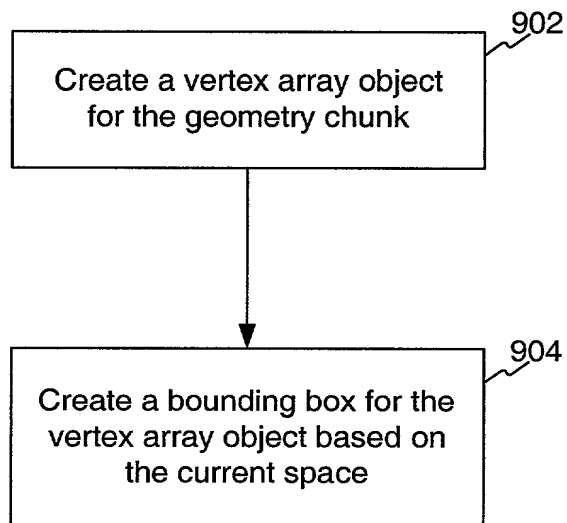 902
Create a vertex array object
for the geometry chunk
904
Create a bounding box for the
vertex array object based on
the current space